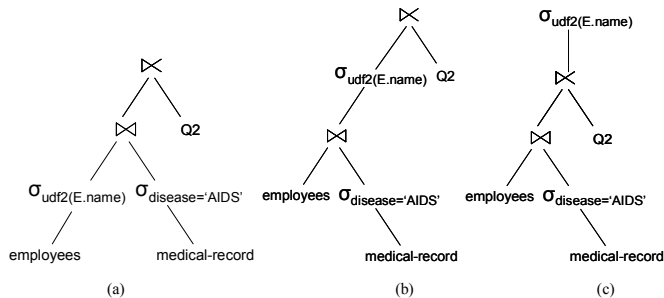 σudf2(E.name)
⋉
⋉
σudf2(E.name) Q2
⋉
⋈ Q2
⋈ Q2
⋈
σudf2(E.name) σdisease='AIDS'
employees σdisease='AIDS'
employees σdisease='AIDS'
employees medical-record
medical-record
medical-record
(a) (b) (c)